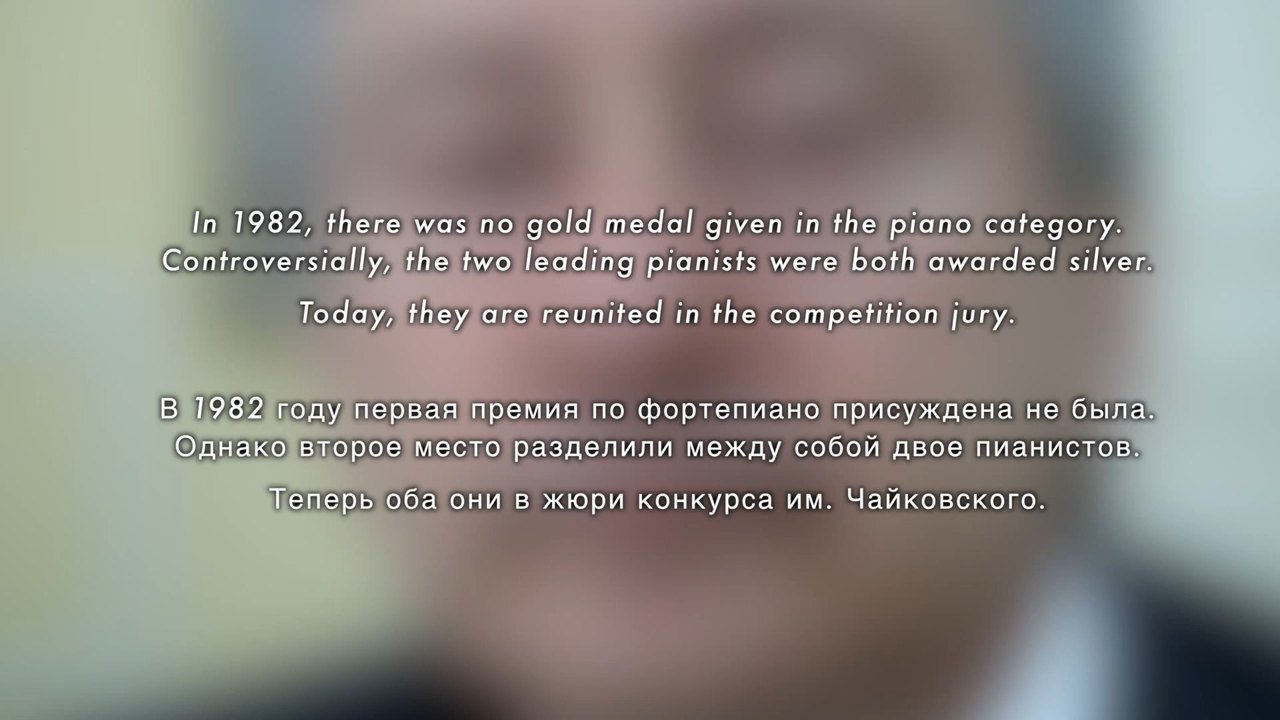 In 1982, there was no gold medal given in the piano category.
Controversially, the two leading pianists were both awarded silver.
Today, they are reunited in the competition jury.
В 1982 году первая премия по фортепиано присуждена не была.
Однако второе место разделили между собой двое пианистов.
Теперь оба они в жюри конкурса им. Чайковского.